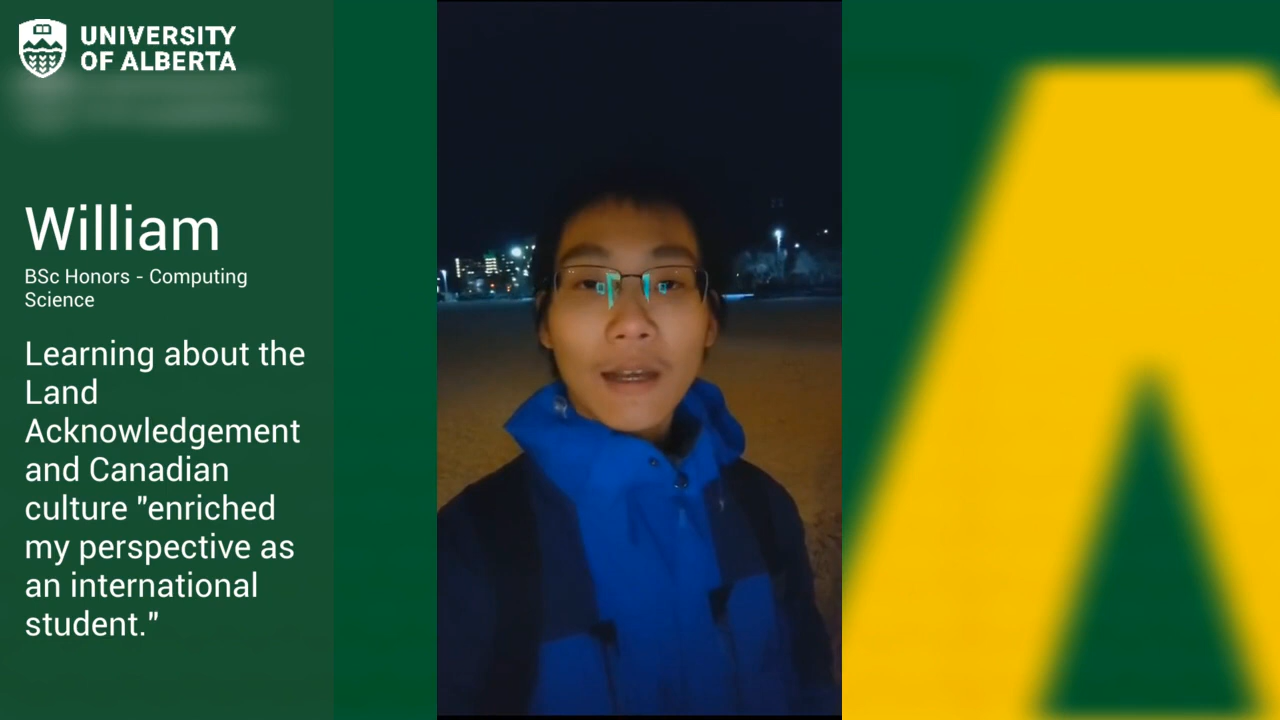 UNIVERSITY
OF ALBERTA
William
BSc Honors - Computing
Science
Learning about the
Land
Acknowledgement
and Canadian
culture "enriched
my perspective as
an international
student."